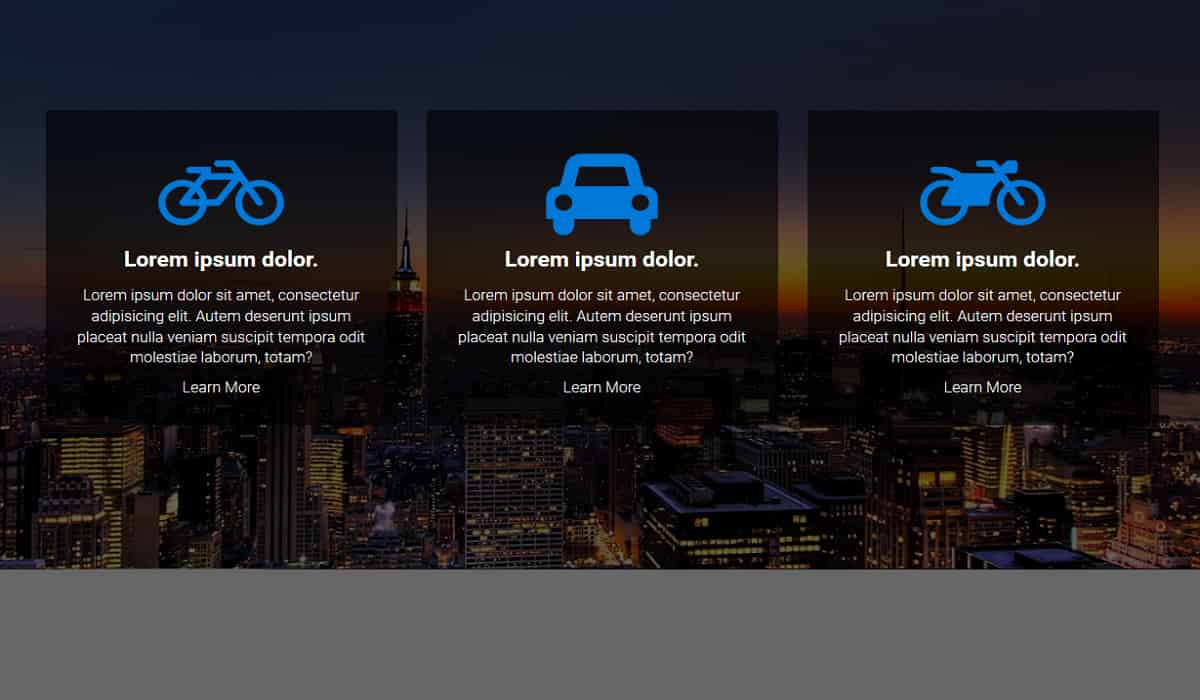 Lorem ipsum dolor.
Lorem ipsum dolor sit amet, consectetur
adipisicing elit. Autem deserunt ipsum
placeat nulla veniam suscipit tempora odit
molestiae laborum, totam?
Learn More
Lorem ipsum dolor.
Lorem ipsum dolor sit amet, consectetur
adipisicing elit. Autem deserunt ipsum
placeat nulla veniam suscipit tempora odit
molestiae laborum, totam?
Learn More
Lorem ipsum dolor.
Lorem ipsum dolor sit amet, consectetur
adipisicing elit. Autem deserunt ipsum
placeat nulla veniam suscipit tempora odit
molestiae laborum, totam?
Learn More